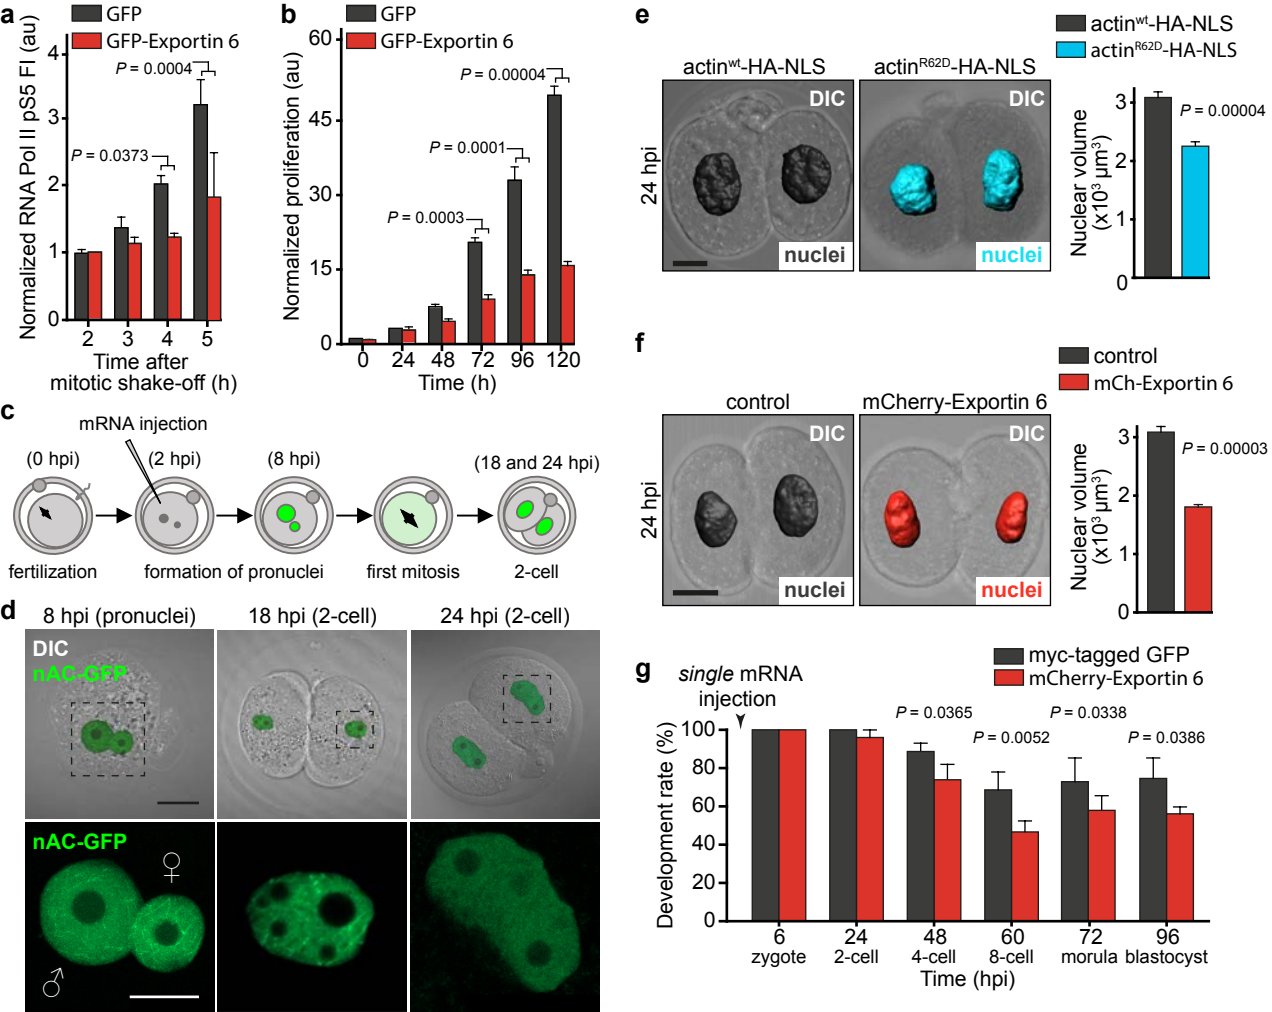 a
GFP
GFP-Exportin 6
Normalized RNA Pol II pS5 FI (au)
4
3
2
1
0
P = 0.0004
P = 0.0373
2 3 4 5
Time after
mitotic shake-off (h)
b
GFP
GFP-Exportin 6
Normalized proliferation (au)
60
45
30
15
0
P = 0.00004
P = 0.0001
P = 0.0003
0 24 48 72 96 120
Time (h)
c
mRNA injection
(0 hpi) (2 hpi) (8 hpi) (18 and 24 hpi)
fertilization formation of pronuclei first mitosis 2-cell
d
8 hpi (pronuclei) 18 hpi (2-cell) 24 hpi (2-cell)
DIC
nAC-GFP
nAC-GFP
♀
♂
e
actinwt-HA-NLS
actinR62D-HA-NLS
actinwt-HA-NLS actinR62D-HA-NLS
24 hpi
DIC DIC
nuclei nuclei
Nuclear volume
(x10³ µm³)
3
2
1
0
P = 0.00004
f
control
mCh-Exportin 6
control mCherry-Exportin 6
24 hpi
DIC DIC
nuclei nuclei
Nuclear volume
(x10³ µm³)
3
2
1
0
P = 0.00003
g
single mRNA
injection
myc-tagged GFP
mCherry-Exportin 6
Development rate (%)
100
80
60
40
20
0
P = 0.0365
P = 0.0052
P = 0.0338
P = 0.0386
6 24 48 60 72 96
zygote 2-cell 4-cell 8-cell morula blastocyst
Time (hpi)